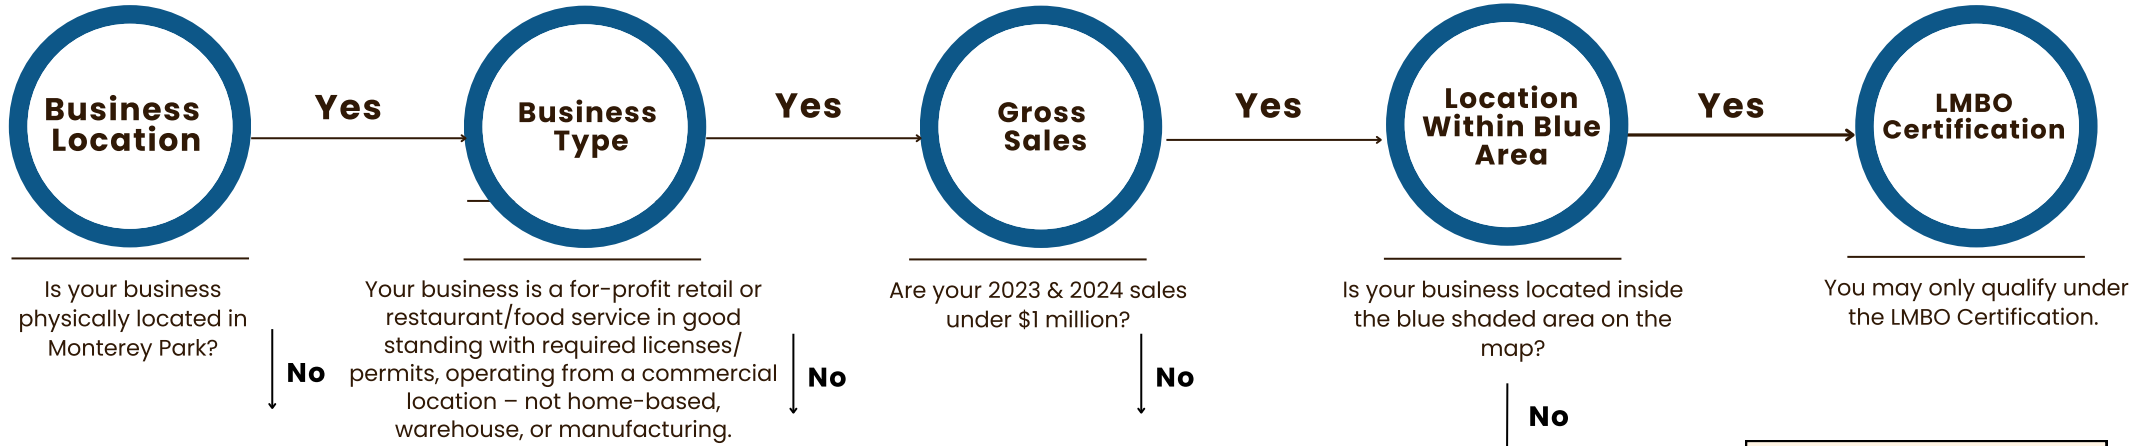 Business
Location
Yes
Business
Type
Yes
Gross
Sales
Yes
Location
Within Blue
Area
Yes
LMBO
Certification
Is your business
physically located in
Monterey Park?
No
Your business is a for-profit retail or
restaurant/food service in good
standing with required licenses/
permits, operating from a commercial
location – not home-based,
warehouse, or manufacturing.
No
Are your 2023 & 2024 sales
under $1 million?
No
Is your business located inside
the blue shaded area on the
map?
No
You may only qualify under
the LMBO Certification.